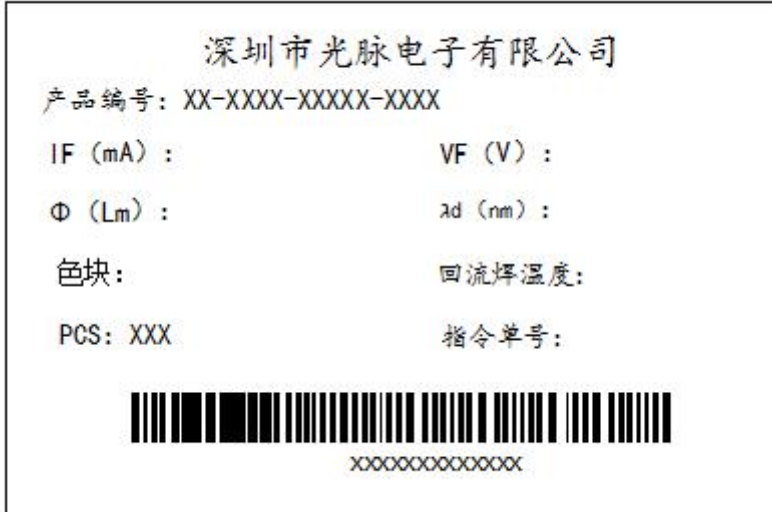 深圳市光脉电子有限公司
产品编号：XX-XXXX-XXXXX-XXXX
IF（mA）： VF（V）：
Φ（Lm）： λd（nm）：
色块： 回流焊温度：
PCS：XXX 指令单号：
XXXXXXXXXXXXX